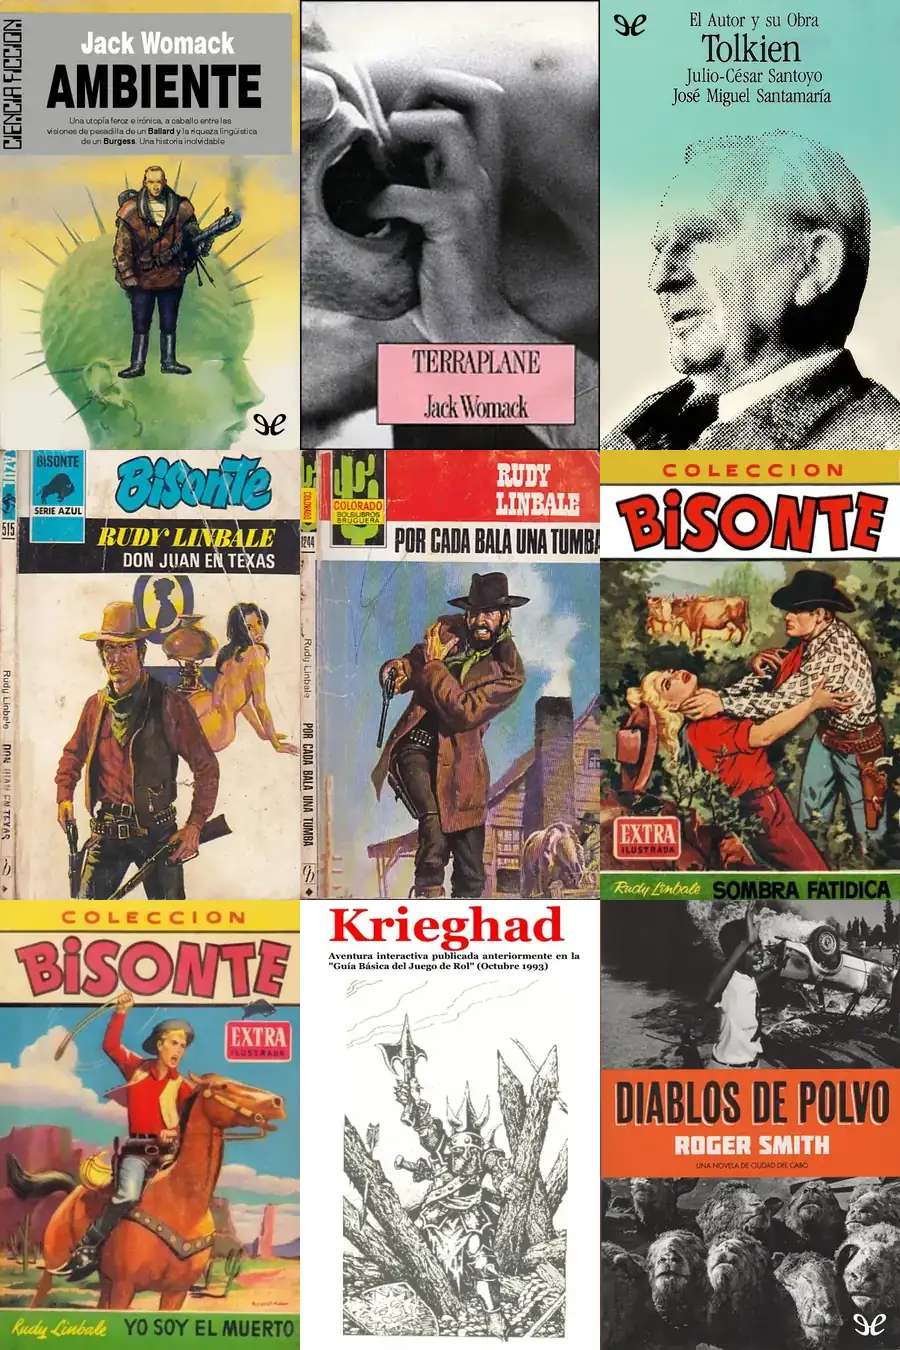 CIENCIA FICCION
Jack Womack
AMBIENTE
Una utopía feroz e irónica, a caballo entre las
visiones de pesadilla de un Ballard y la riqueza lingüística
de un Burgess. Una historia inolvidable
TERRAPLANE
Jack Womack
El Autor y su Obra
Tolkien
Julio-César Santoyo
José Miguel Santamaría
BISONTE
SERIE AZUL
515
Bisonte
RUDY LINBALE
DON JUAN EN TEXAS
Rudy Linbale
DON JUAN EN TEXAS
COLORADO
1244
COLORADO
BOLSILIBROS
BRUGUERA
RUDY
LINBALE
POR CADA BALA UNA TUMBA
Rudy Linbale
POR CADA BALA UNA TUMBA
COLECCION
BISONTE
EXTRA
ILUSTRADA
Rudy Linbale SOMBRA FATIDICA
COLECCION
BISONTE
EXTRA
ILUSTRADA
Rudy Linbale YO SOY EL MUERTO
Krieghad
Aventura interactiva publicada anteriormente en la
"Guía Básica del Juego de Rol" (Octubre 1993)
DIABLOS DE POLVO
ROGER SMITH
UNA NOVELA DE CIUDAD DEL CABO